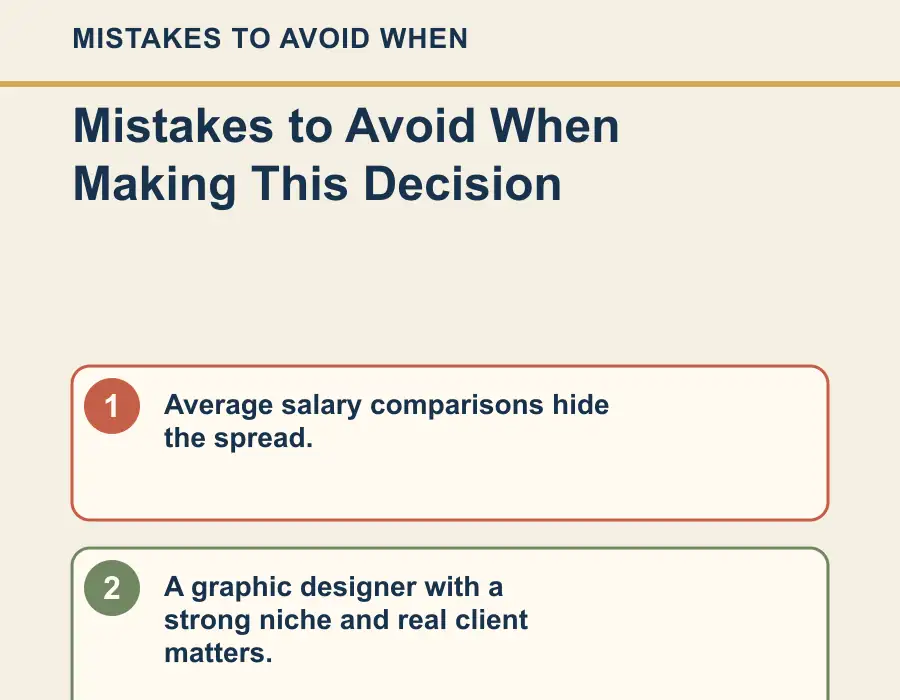 MISTAKES TO AVOID WHEN
Mistakes to Avoid When
Making This Decision
1
Average salary comparisons hide
the spread.
2
A graphic designer with a
strong niche and real client
matters.